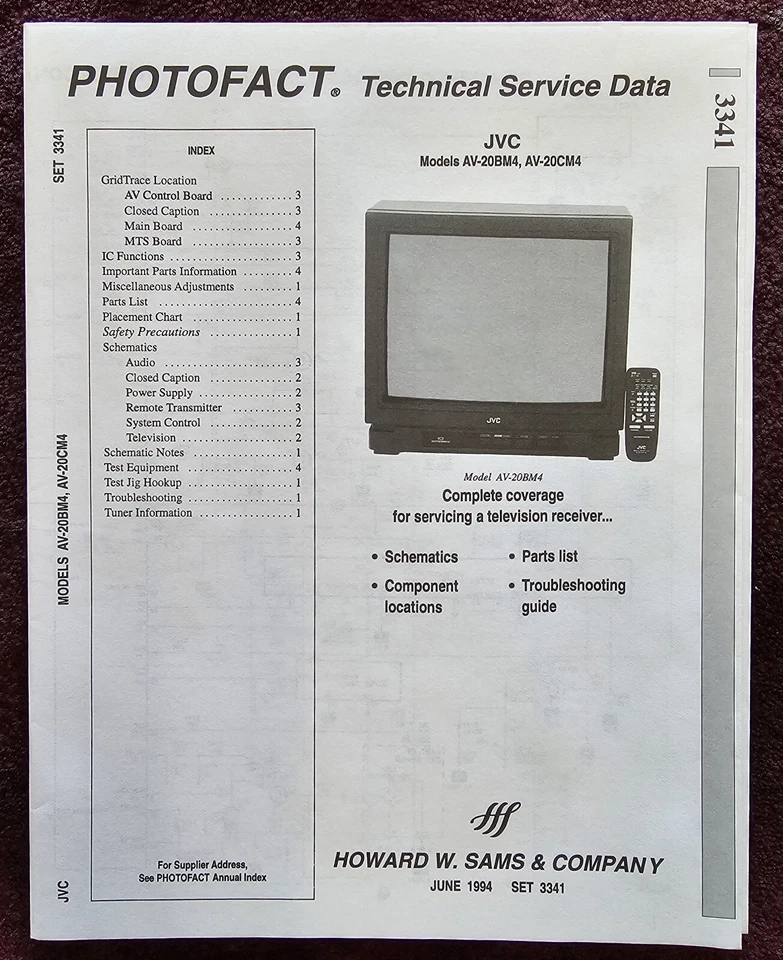 PHOTOFACT® Technical Service Data
3341
SET 3341
MODELS AV-20BM4, AV-20CM4
JVC
INDEX
GridTrace Location
AV Control Board ............. 3
Closed Caption ............. 3
Main Board ............. 4
MTS Board ............. 3
IC Functions ............. 3
Important Parts Information ......... 4
Miscellaneous Adjustments ......... 1
Parts List ............. 4
Placement Chart ............. 1
Safety Precautions ............. 1
Schematics
Audio ............. 3
Closed Caption ............. 2
Power Supply ............. 2
Remote Transmitter ............. 3
System Control ............. 2
Television ............. 2
Schematic Notes ............. 1
Test Equipment ............. 4
Test Jig Hookup ............. 1
Troubleshooting ............. 1
Tuner Information ............. 1
For Supplier Address,
See PHOTOFACT Annual Index
JVC
Models AV-20BM4, AV-20CM4
JVC
JVC
Model AV-20BM4
Complete coverage
for servicing a television receiver...
• Schematics
• Parts list
• Component
locations
• Troubleshooting
guide
HOWARD W. SAMS & COMPANY
JUNE 1994 SET 3341